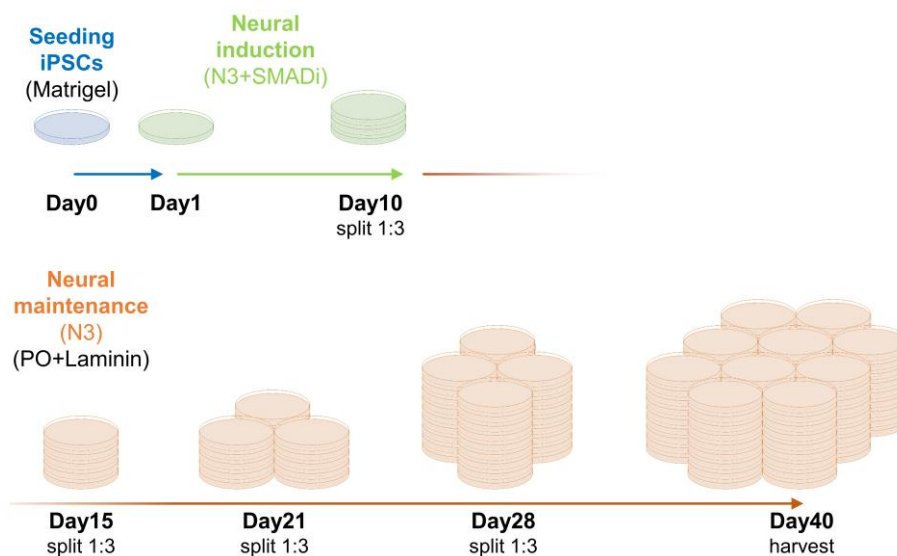 Seeding
iPSCs
(Matrigel)
Neural
induction
(N3+SMADi)
Day0
Day1
Day10
split 1:3
Neural
maintenance
(N3)
(PO+Laminin)
Day15
split 1:3
Day21
split 1:3
Day28
split 1:3
Day40
harvest